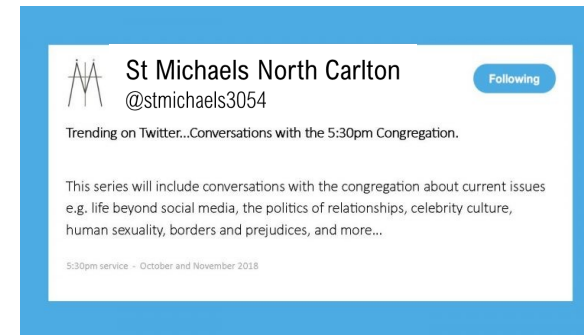 St Michaels North Carlton
Following
@stmichaels3054
Trending on Twitter...Conversations with the 5:30pm Congregation.
This series will include conversations with the congregation about current issues
e.g. life beyond social media, the politics of relationships, celebrity culture,
human sexuality, borders and prejudices, and more...
5:30pm service - October and November 2018